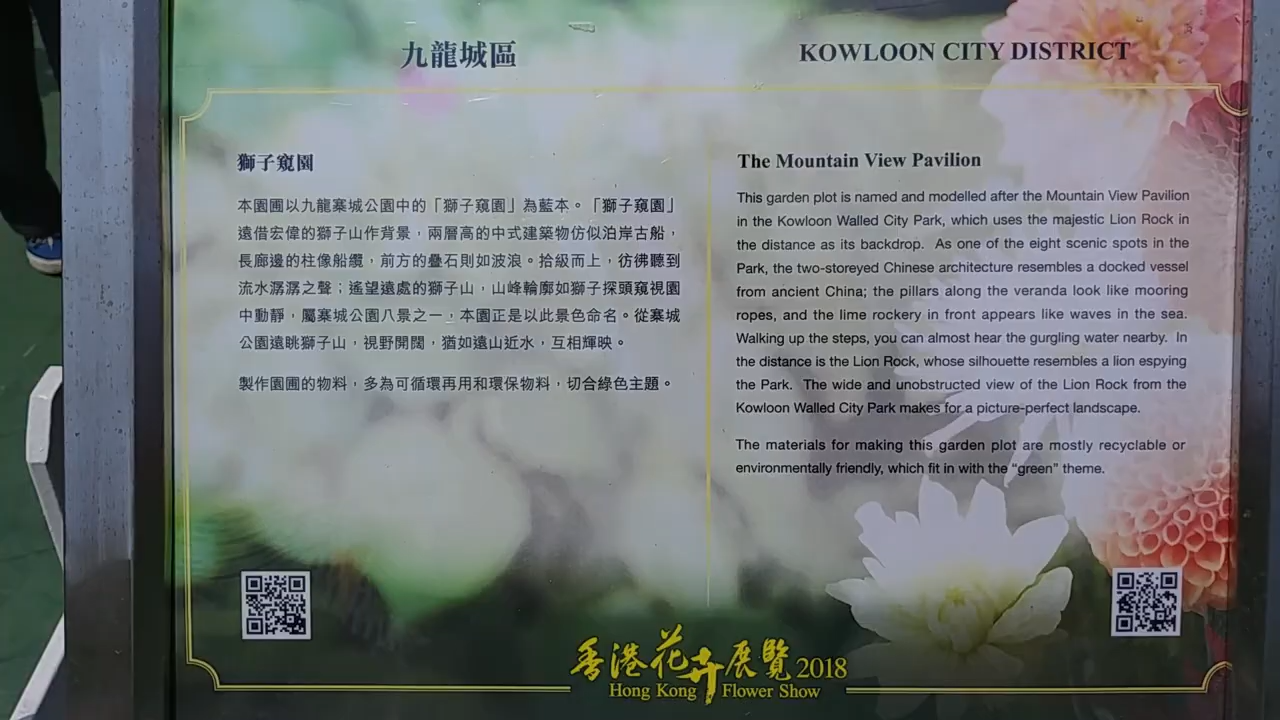 九龍城區
獅子窺園
本園圃以九龍寨城公園中的「獅子窺園」為藍本。「獅子窺園」
遠借宏偉的獅子山作背景，兩層高的中式建築物仿似泊岸古船，
長廊邊的柱像船纜，前方的疊石則如波浪。拾級而上，彷彿聽到
流水潺潺之聲；遙望遠處的獅子山，山峰輪廓如獅子探頭窺視園
中動靜，屬寨城公園八景之一，本園正是以此景色命名。從寨城
公園遠眺獅子山，視野開闊，猶如遠山近水，互相輝映。
製作園圃的物料，多為可循環再用和環保物料，切合綠色主題。
KOWLOON CITY DISTRICT
The Mountain View Pavilion
This garden plot is named and modelled after the Mountain View Pavilion
in the Kowloon Walled City Park, which uses the majestic Lion Rock in
the distance as its backdrop. As one of the eight scenic spots in the
Park, the two-storeyed Chinese architecture resembles a docked vessel
from ancient China; the pillars along the veranda look like mooring
ropes, and the lime rockery in front appears like waves in the sea.
Walking up the steps, you can almost hear the gurgling water nearby. In
the distance is the Lion Rock, whose silhouette resembles a lion espying
the Park. The wide and unobstructed view of the Lion Rock from the
Kowloon Walled City Park makes for a picture-perfect landscape.
The materials for making this garden plot are mostly recyclable or
environmentally friendly, which fit in with the “green” theme.
香港花卉展覽2018
Hong Kong Flower Show